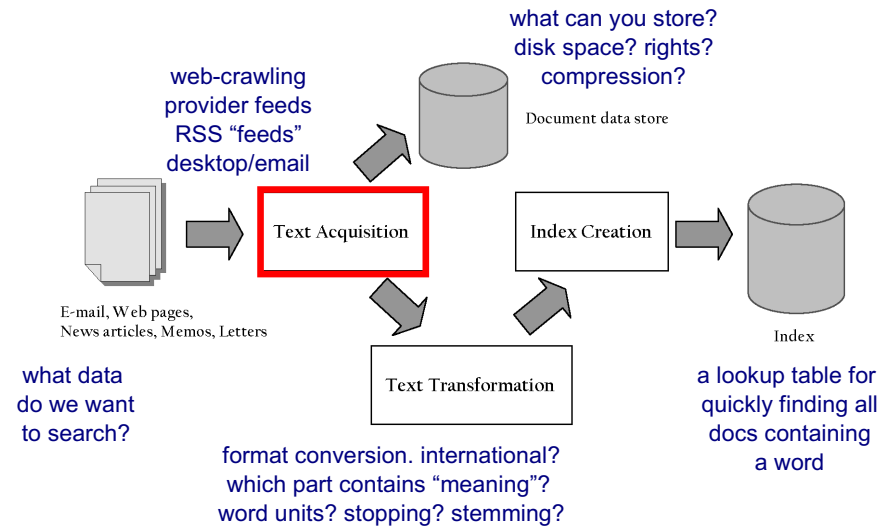 what can you store?
disk space? rights?
compression?
web-crawling
provider feeds
RSS “feeds”
desktop/email
Document data store
Text Acquisition
Index Creation
E-mail, Web pages,
News articles, Memos, Letters
Index
Text Transformation
what data
do we want
to search?
a lookup table for
quickly finding all
docs containing
a word
format conversion. international?
which part contains “meaning”?
word units? stopping? stemming?